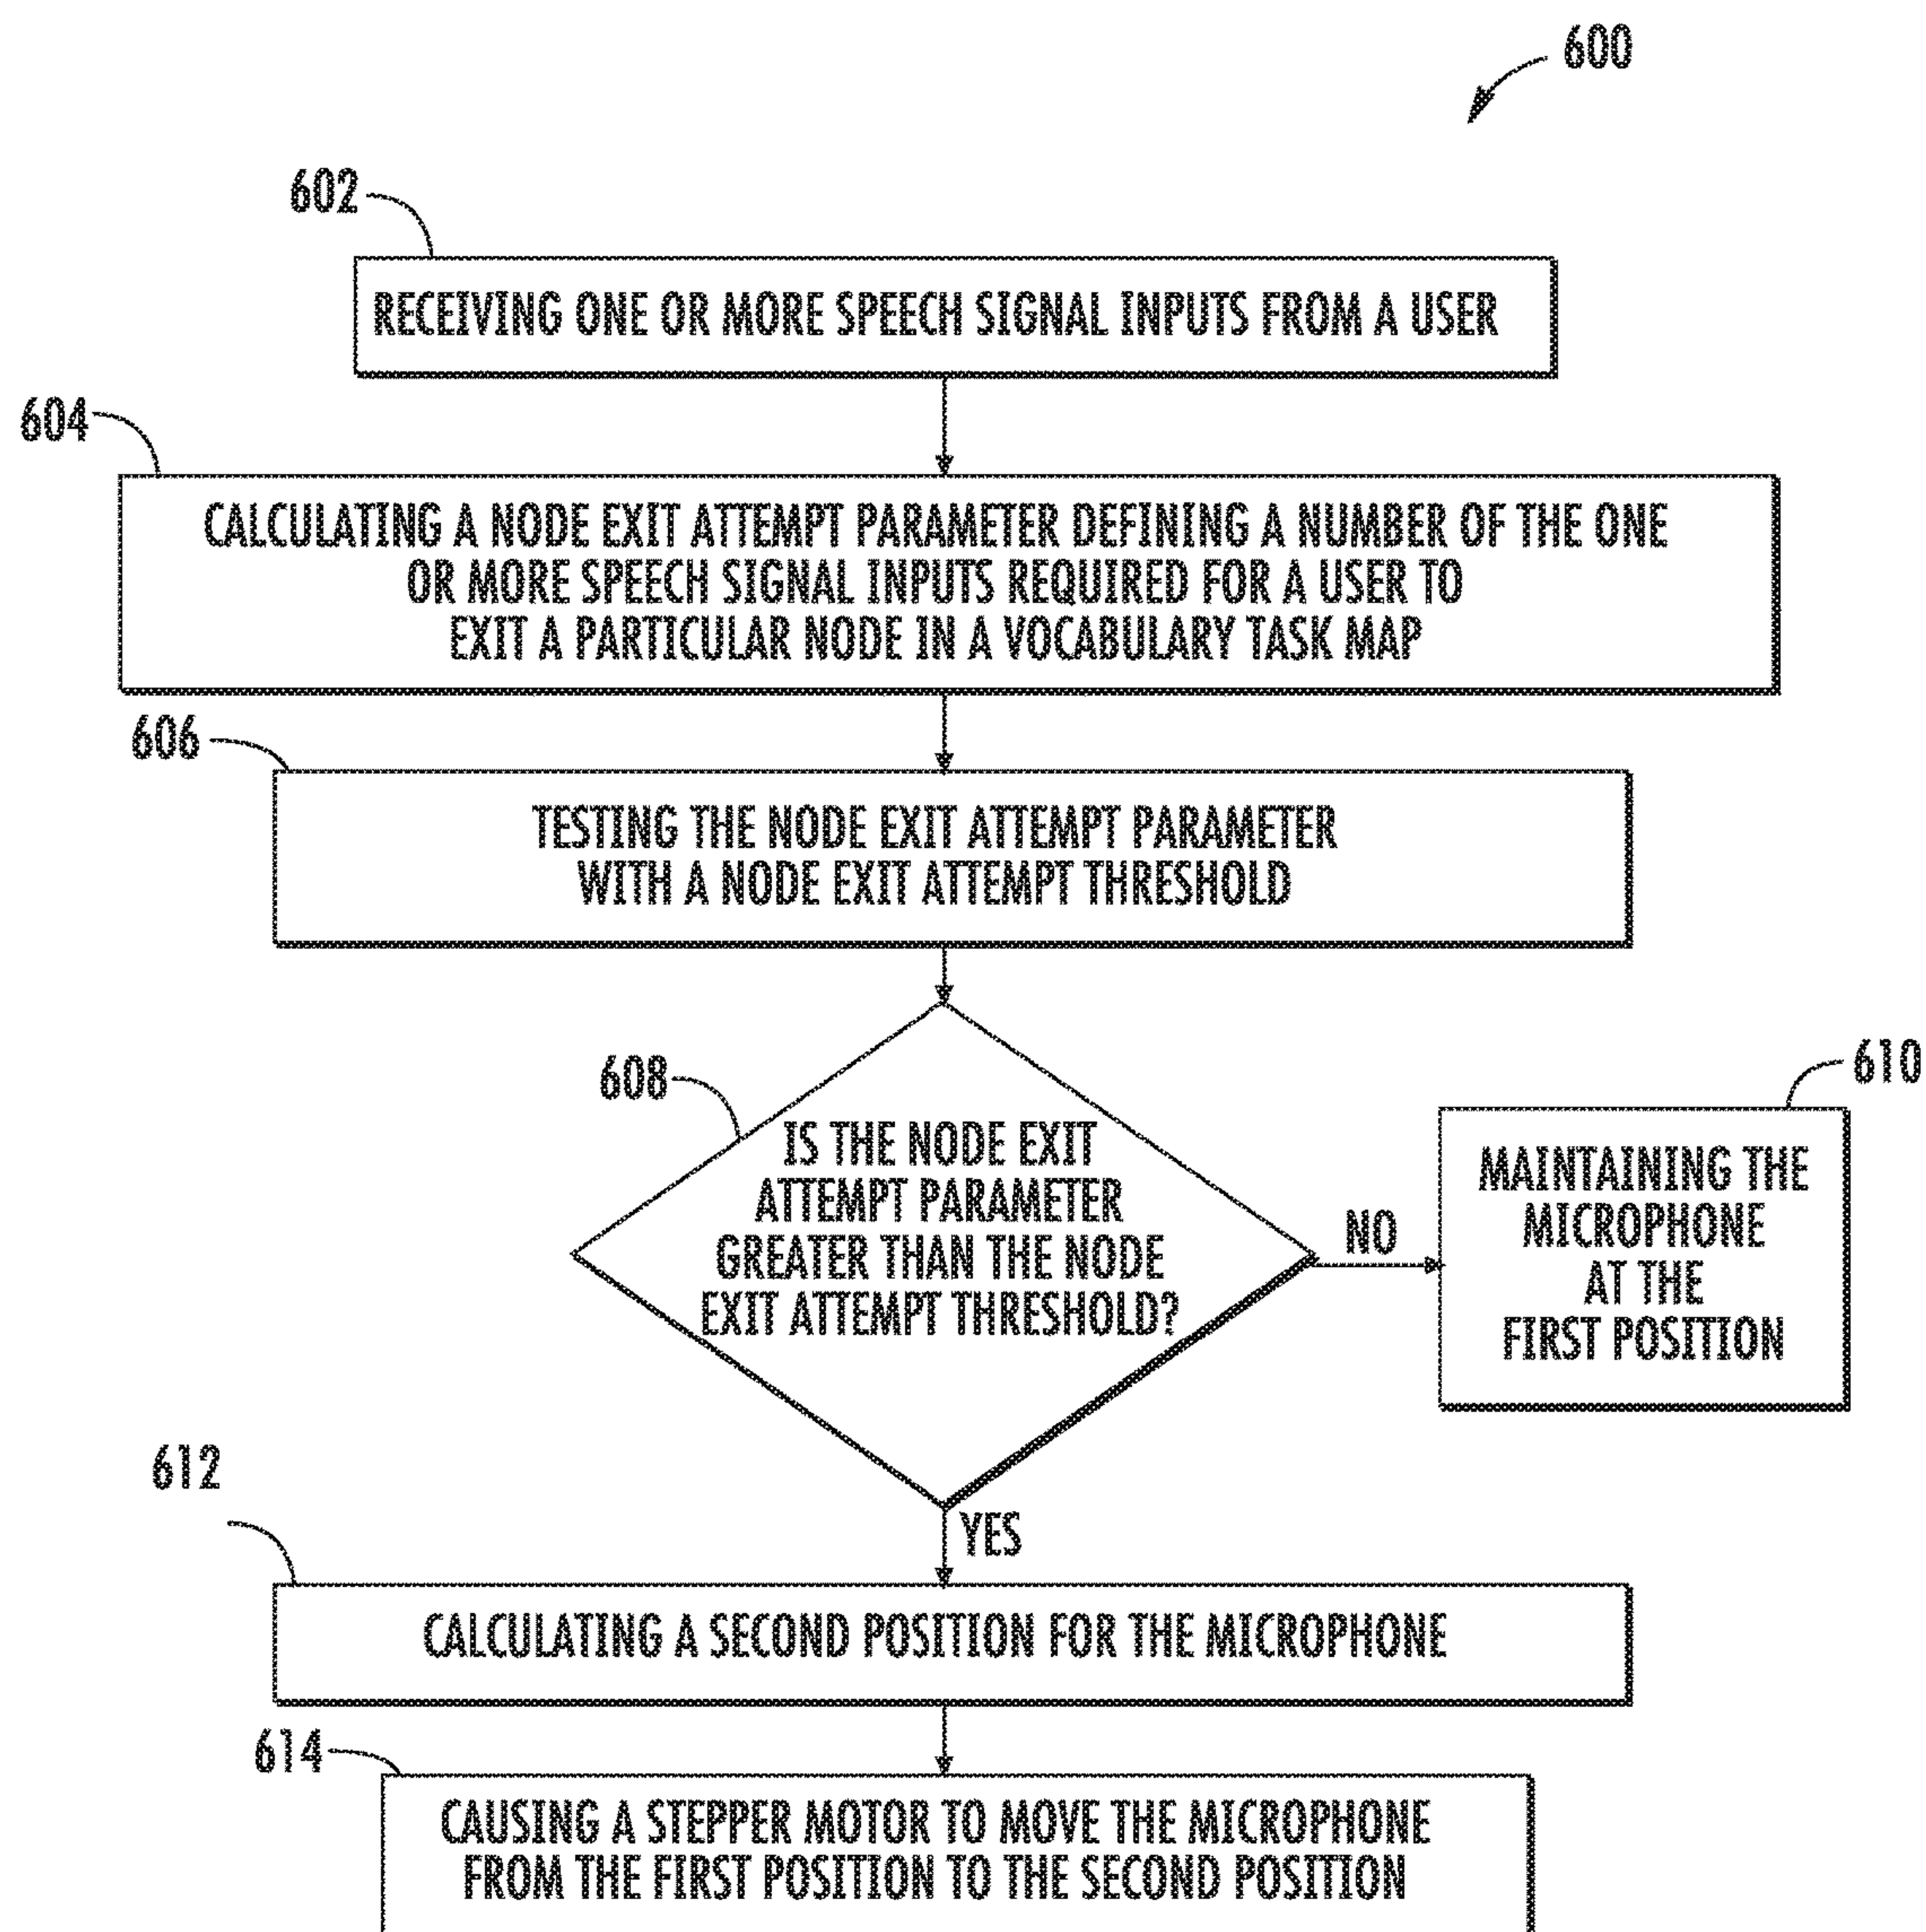 600
602
RECEIVING ONE OR MORE SPEECH SIGNAL INPUTS FROM A USER
604
CALCULATING A NODE EXIT ATTEMPT PARAMETER DEFINING A NUMBER OF THE ONE
OR MORE SPEECH SIGNAL INPUTS REQUIRED FOR A USER TO
EXIT A PARTICULAR NODE IN A VOCABULARY TASK MAP
606
TESTING THE NODE EXIT ATTEMPT PARAMETER
WITH A NODE EXIT ATTEMPT THRESHOLD
608
IS THE NODE EXIT
ATTEMPT PARAMETER
GREATER THAN THE NODE
EXIT ATTEMPT THRESHOLD?
NO
610
MAINTAINING THE
MICROPHONE
AT THE
FIRST POSITION
YES
612
CALCULATING A SECOND POSITION FOR THE MICROPHONE
614
CAUSING A STEPPER MOTOR TO MOVE THE MICROPHONE
FROM THE FIRST POSITION TO THE SECOND POSITION